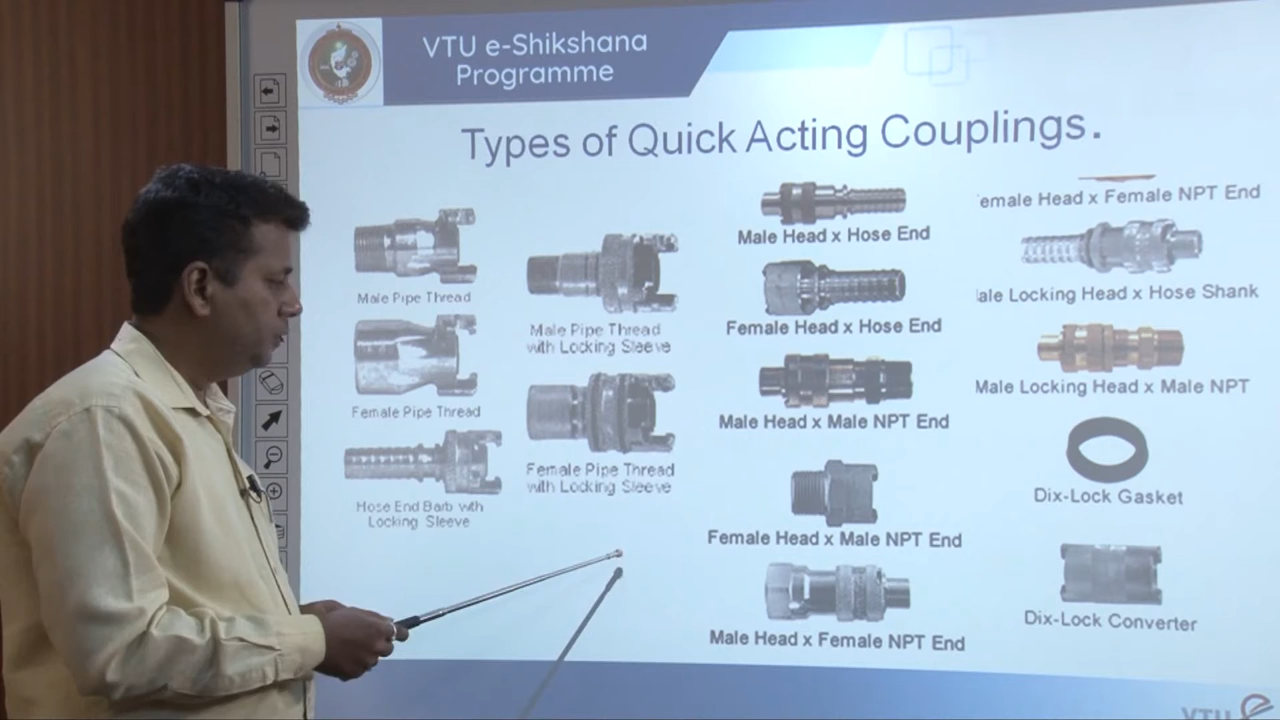 VTU e-Shikshana
Programme
Types of Quick Acting Couplings.
Male Pipe Thread
Female Pipe Thread
Hose End Barb with
Locking Sleeve
Male Pipe Thread
with Locking Sleeve
Female Pipe Thread
with Locking Sleeve
Male Head x Hose End
Female Head x Hose End
Male Head x Male NPT End
Female Head x Male NPT End
Male Head x Female NPT End
emale Head x Female NPT End
ale Locking Head x Hose Shank
Male Locking Head x Male NPT
Dix-Lock Gasket
Dix-Lock Converter
VTU e